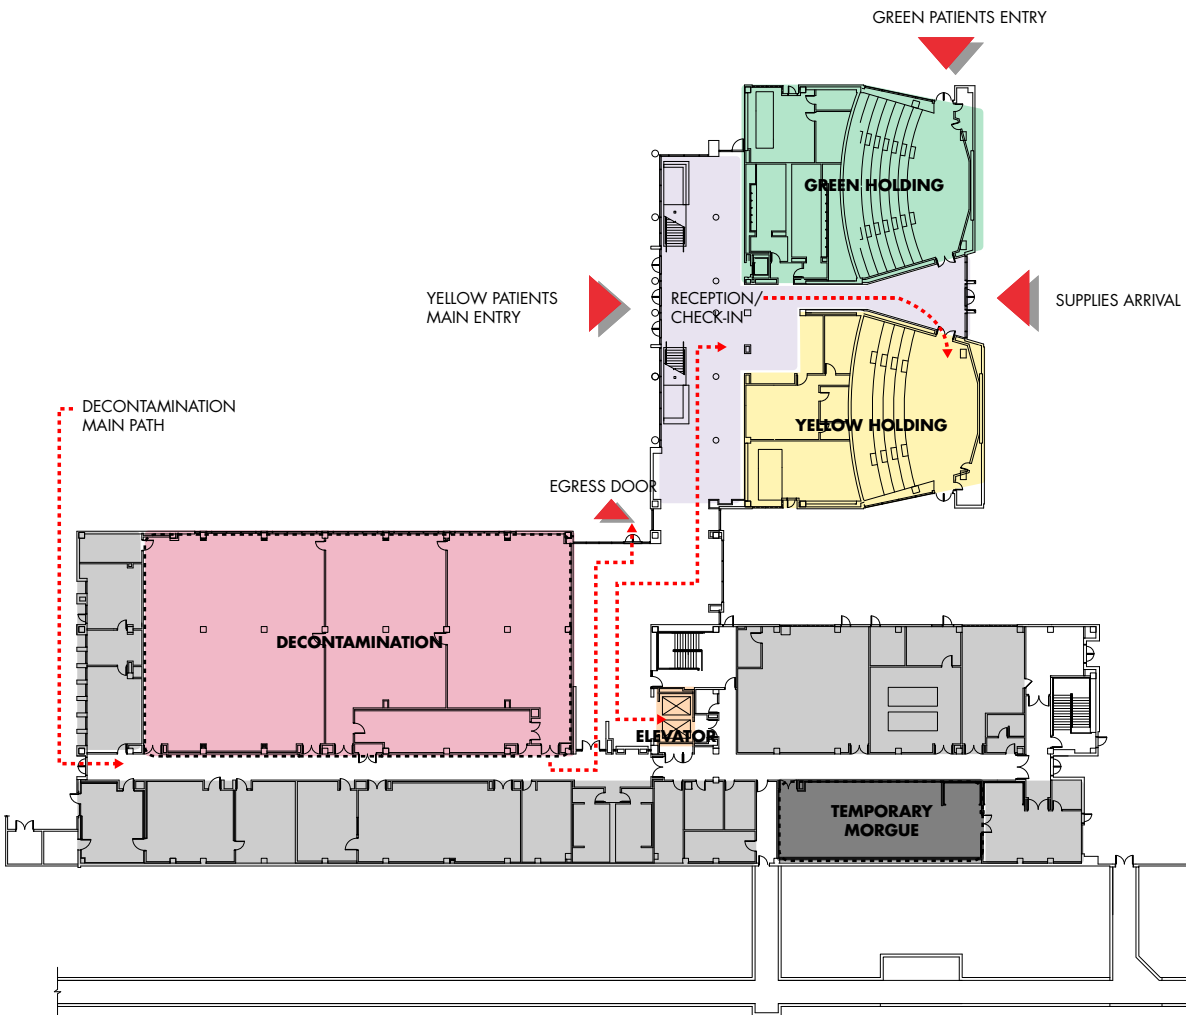 GREEN PATIENTS ENTRY
GREEN HOLDING
YELLOW PATIENTS
MAIN ENTRY
RECEPTION/
CHECK-IN
SUPPLIES ARRIVAL
DECONTAMINATION
MAIN PATH
YELLOW HOLDING
EGRESS DOOR
DECONTAMINATION
ELEVATOR
TEMPORARY
MORGUE